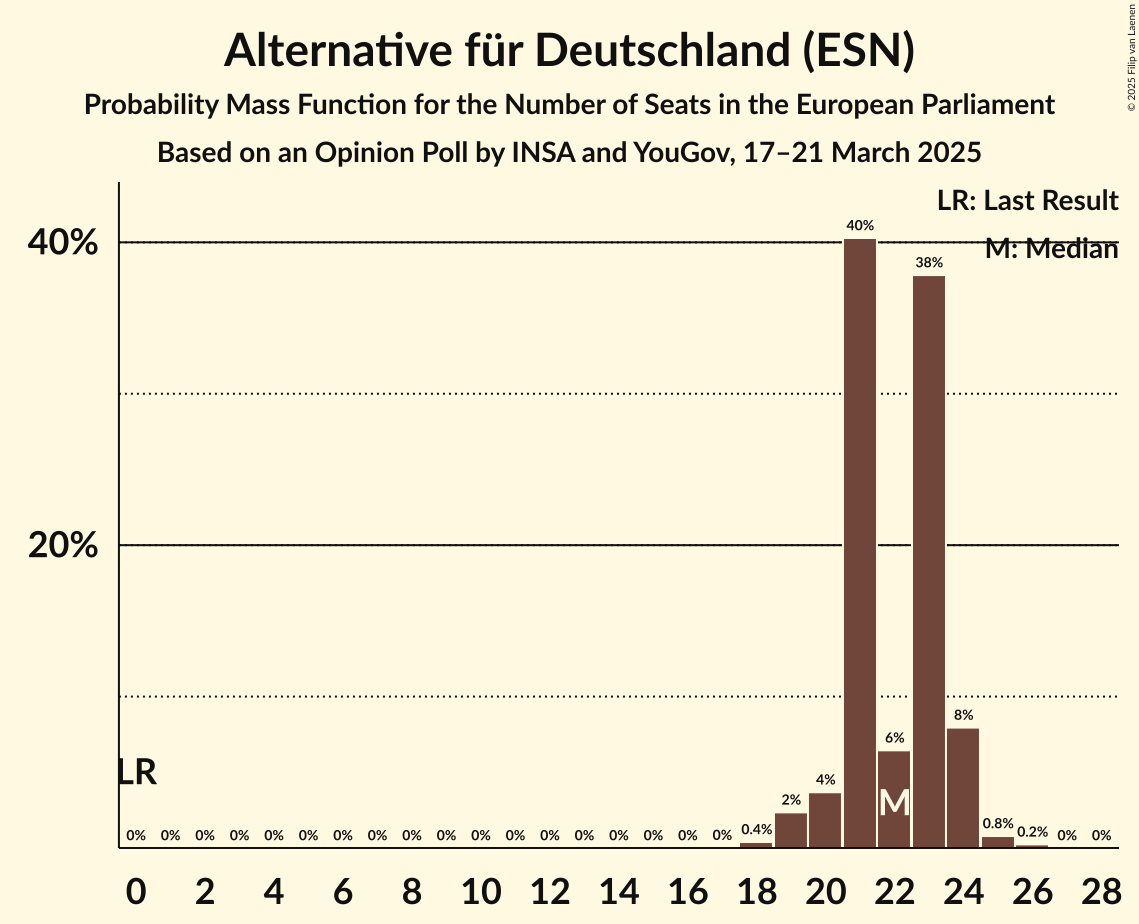 Alternative für Deutschland (ESN)
Probability Mass Function for the Number of Seats in the European Parliament
Based on an Opinion Poll by INSA and YouGov, 17–21 March 2025
© 2025 Filip van Laenen
LR: Last Result
M: Median
40%
20%
40%
38%
8%
6%
4%
2%
0.4%
0.8%
0.2%
LR
M
0% 0% 0% 0% 0% 0% 0% 0% 0% 0% 0% 0% 0% 0% 0% 0% 0% 0% 0% 0%
0 2 4 6 8 10 12 14 16 18 20 22 24 26 28